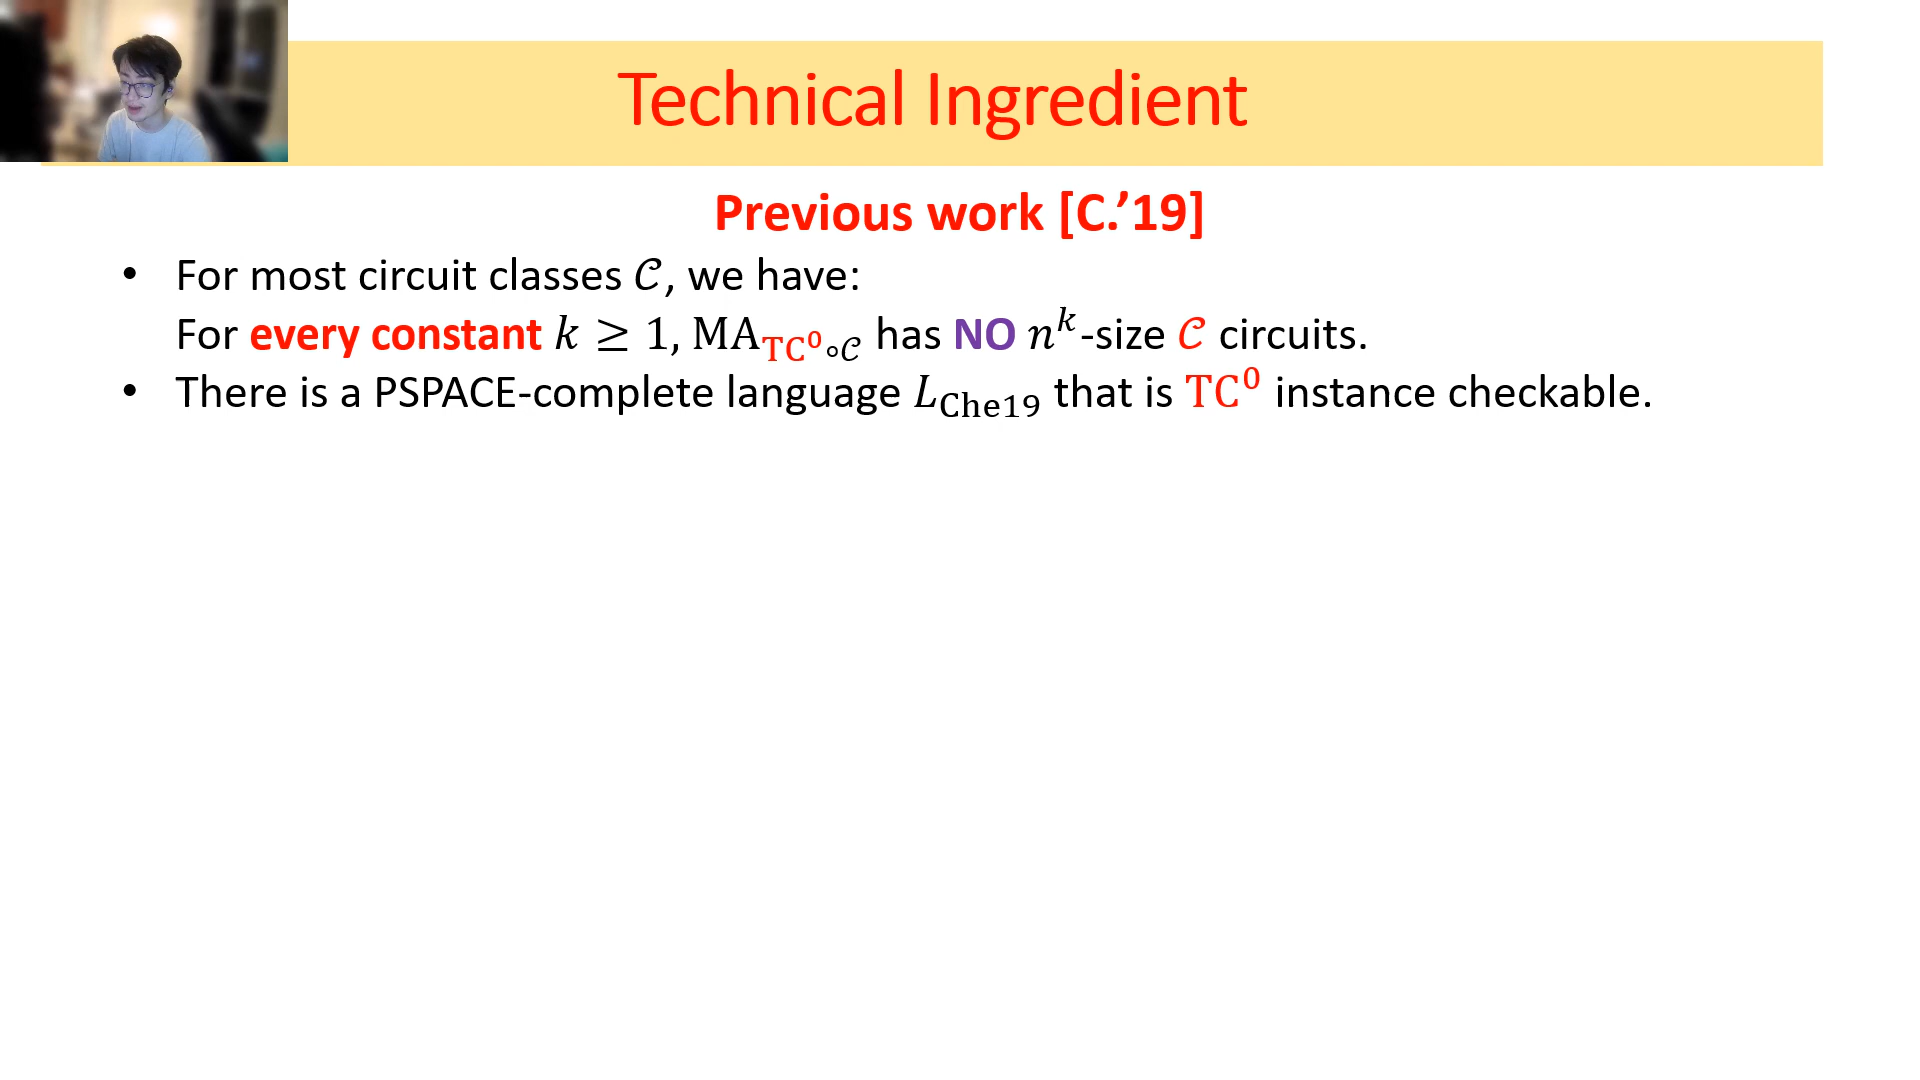 Technical Ingredient
Previous work [C.'19]
• For most circuit classes 𝒞, we have:
For every constant k ≥ 1, MA_{TC⁰∘𝒞} has NO n^k-size 𝒞 circuits.
• There is a PSPACE-complete language L_{Che19} that is TC⁰ instance checkable.